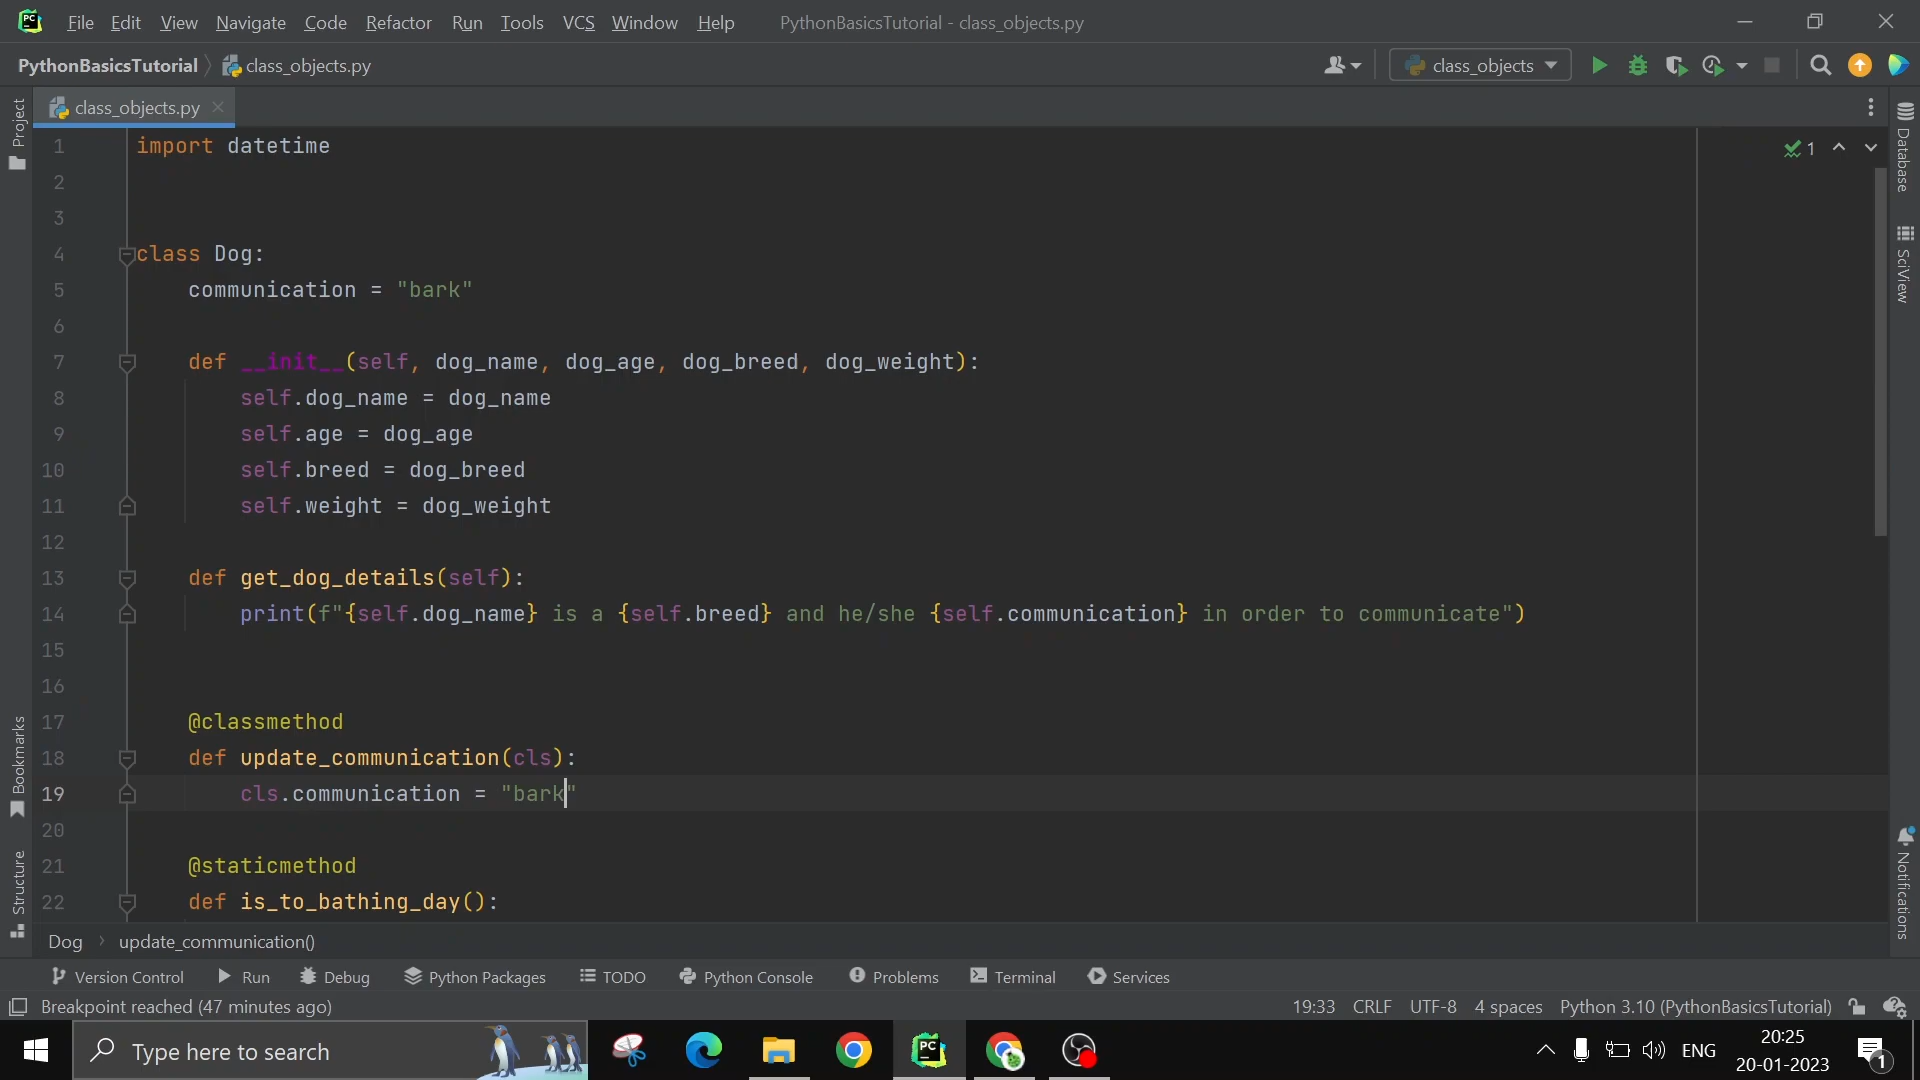 File Edit View Navigate Code Refactor Run Tools VCS Window Help PythonBasicsTutorial - class_objects.py
PythonBasicsTutorial class_objects.py class_objects
class_objects.py
Project
Bookmarks
Structure
Database
SciView
Notifications
1
1 import datetime
2
3
4 class Dog:
5 communication = "bark"
6
7 def __init__(self, dog_name, dog_age, dog_breed, dog_weight):
8 self.dog_name = dog_name
9 self.age = dog_age
10 self.breed = dog_breed
11 self.weight = dog_weight
12
13 def get_dog_details(self):
14 print(f"{self.dog_name} is a {self.breed} and he/she {self.communication} in order to communicate")
15
16
17 @classmethod
18 def update_communication(cls):
19 cls.communication = "bark"
20
21 @staticmethod
22 def is_to_bathing_day():
Dog update_communication()
Version Control Run Debug Python Packages TODO Python Console Problems Terminal Services
Breakpoint reached (47 minutes ago) 19:33 CRLF UTF-8 4 spaces Python 3.10 (PythonBasicsTutorial)
Type here to search PC ENG 20:25
20-01-2023 1